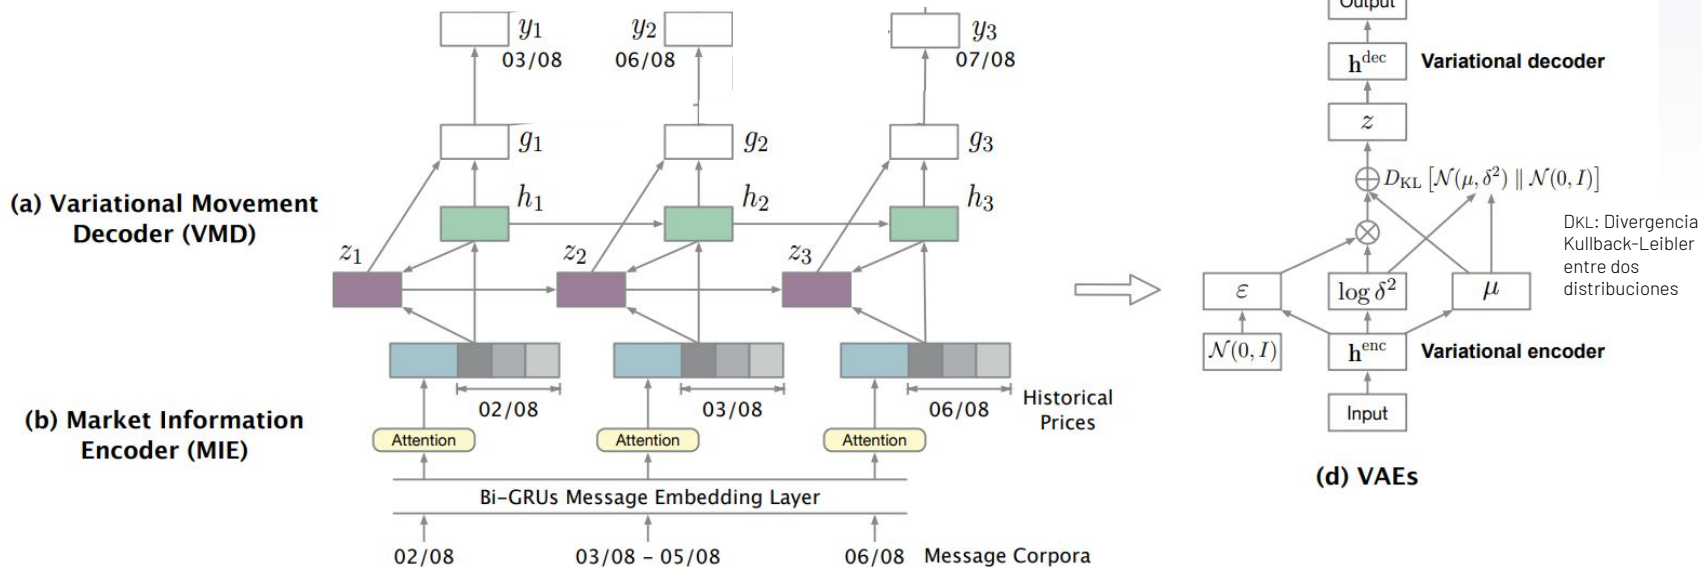 y₁
03/08
y₂
06/08
y₃
07/08
g₁
g₂
g₃
(a) Variational Movement
Decoder (VMD)
h₁
h₂
h₃
z₁
z₂
z₃
(b) Market Information
Encoder (MIE)
02/08
03/08
06/08
Historical
Prices
Attention
Attention
Attention
Bi-GRUs Message Embedding Layer
02/08
03/08 - 05/08
06/08
Message Corpora
Output
h^dec
Variational decoder
z
D_KL [N(μ, δ²) ∥ N(0, I)]
DKL: Divergencia
Kullback-Leibler
entre dos
distribuciones
ε
log δ²
μ
N(0, I)
h^enc
Variational encoder
Input
(d) VAEs